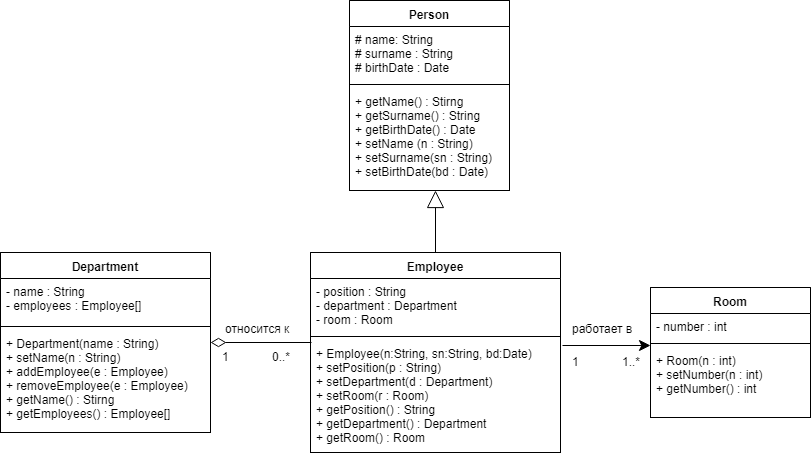 Person
# name: String
# surname : String
# birthDate : Date
+ getName() : Stirng
+ getSurname() : String
+ getBirthDate() : Date
+ setName (n : String)
+ setSurname(sn : String)
+ setBirthDate(bd : Date)
Department
- name : String
- employees : Employee[]
+ Department(name : String)
+ setName(n : String)
+ addEmployee(e : Employee)
+ removeEmployee(e : Employee)
+ getName() : Stirng
+ getEmployees() : Employee[]
относится к
1
0..*
Employee
- position : String
- department : Department
- room : Room
+ Employee(n:String, sn:String, bd:Date)
+ setPosition(p : String)
+ setDepartment(d : Department)
+ setRoom(r : Room)
+ getPosition() : String
+ getDepartment() : Department
+ getRoom() : Room
работает в
1
1..*
Room
- number : int
+ Room(n : int)
+ setNumber(n : int)
+ getNumber() : int